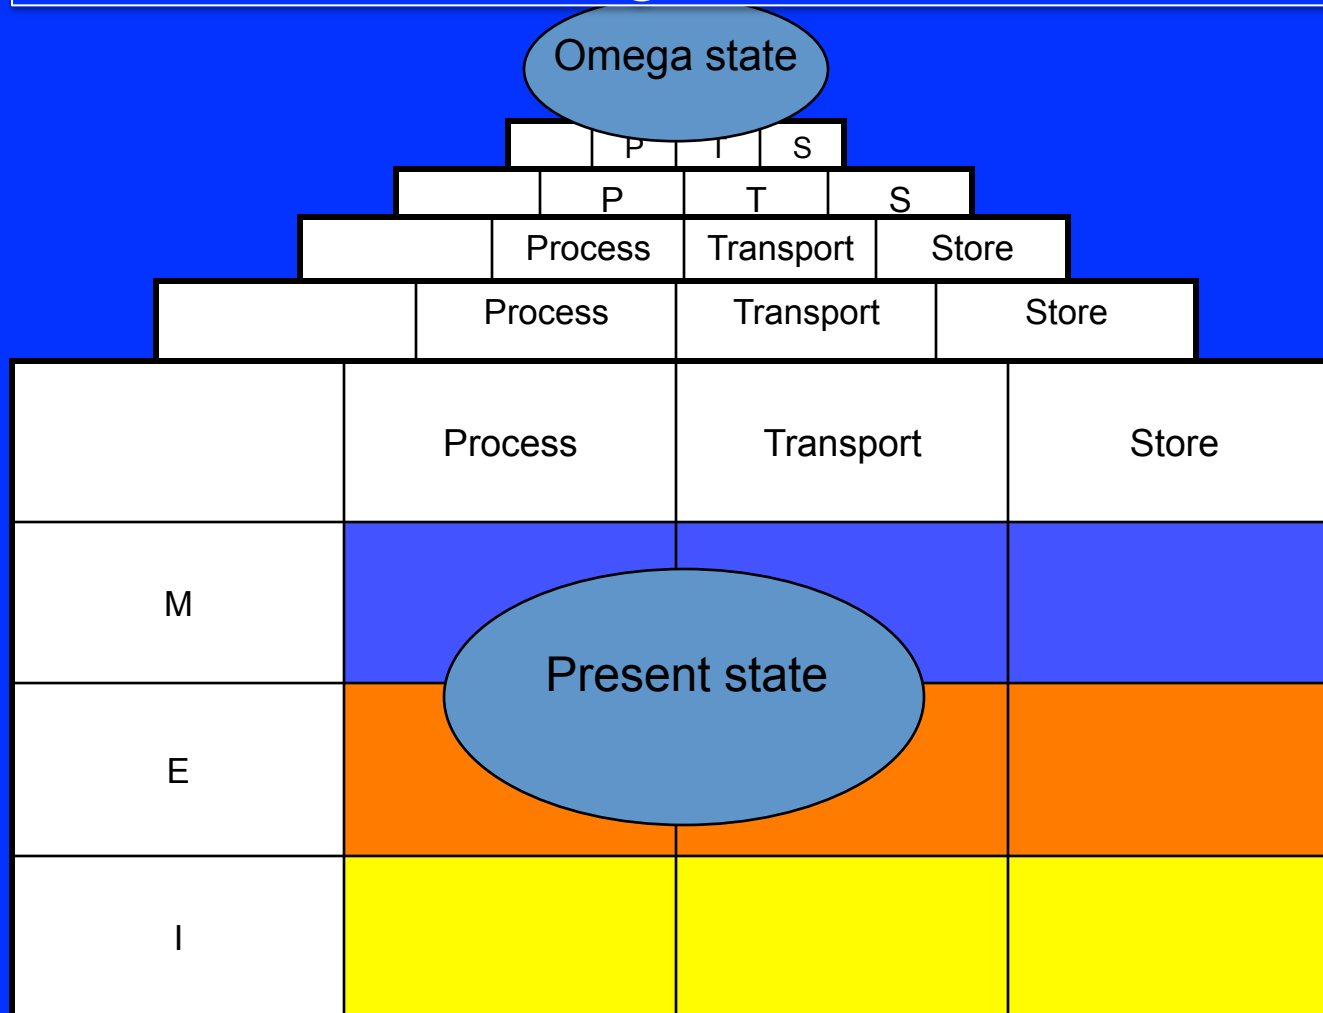 Omega state
P T S
P T S
Process Transport Store
Process Transport Store
Process Transport Store
M
Present state
E
I